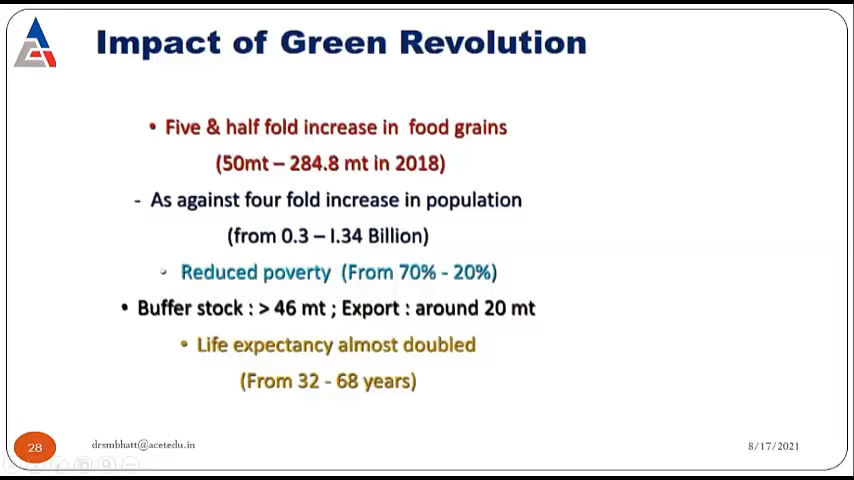 Impact of Green Revolution
• Five & half fold increase in food grains
(50mt – 284.8 mt in 2018)
- As against four fold increase in population
(from 0.3 – I.34 Billion)
• Reduced poverty (From 70% - 20%)
• Buffer stock : > 46 mt ; Export : around 20 mt
• Life expectancy almost doubled
(From 32 - 68 years)
28
drsmbhatt@acetedu.in
8/17/2021